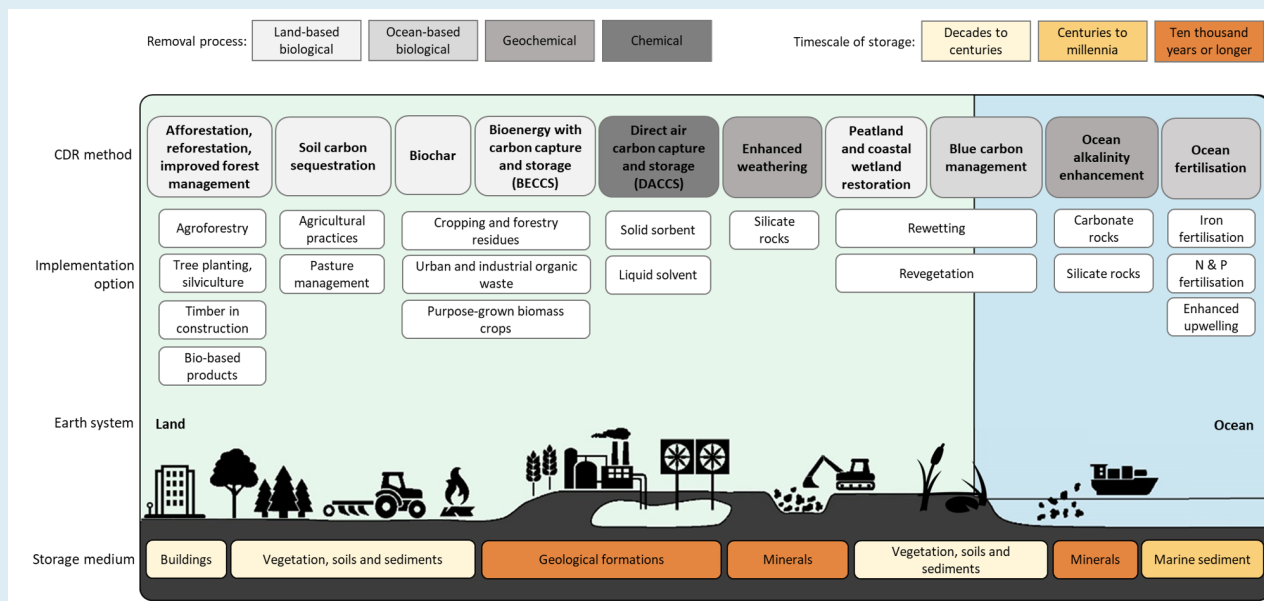 Removal process:
Land-based
biological
Ocean-based
biological
Geochemical
Chemical
Timescale of storage:
Decades to
centuries
Centuries to
millennia
Ten thousand
years or longer
CDR method
Afforestation,
reforestation,
improved forest
management
Soil carbon
sequestration
Biochar
Bioenergy with
carbon capture
and storage
(BECCS)
Direct air
carbon capture
and storage
(DACCS)
Enhanced
weathering
Peatland
and coastal
wetland
restoration
Blue carbon
management
Ocean
alkalinity
enhancement
Ocean
fertilisation
Implementation
option
Agroforestry
Tree planting,
silviculture
Timber in
construction
Bio-based
products
Agricultural
practices
Pasture
management
Cropping and forestry
residues
Urban and industrial organic
waste
Purpose-grown biomass
crops
Solid sorbent
Liquid solvent
Silicate
rocks
Rewetting
Revegetation
Carbonate
rocks
Silicate rocks
Iron
fertilisation
N & P
fertilisation
Enhanced
upwelling
Earth system
Land
Ocean
Storage medium
Buildings
Vegetation, soils and sediments
Geological formations
Minerals
Vegetation, soils and
sediments
Minerals
Marine sediment